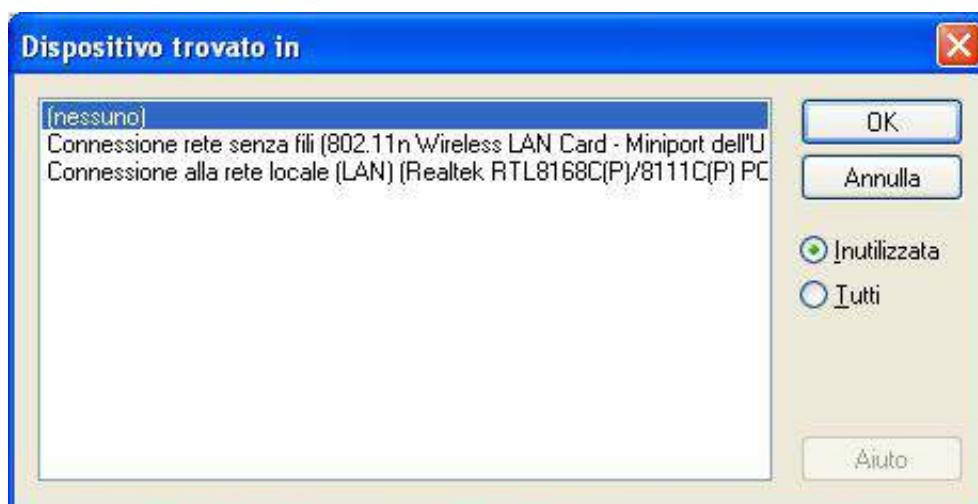 Dispositivo trovato in
(nessuno)
Connessione rete senza fili (802.11n Wireless LAN Card - Miniport dell'U
Connessione alla rete locale (LAN) (Realtek RTL8168C(P)/8111C(P) PC
OK
Annulla
Inutilizzata
Tutti
Aiuto